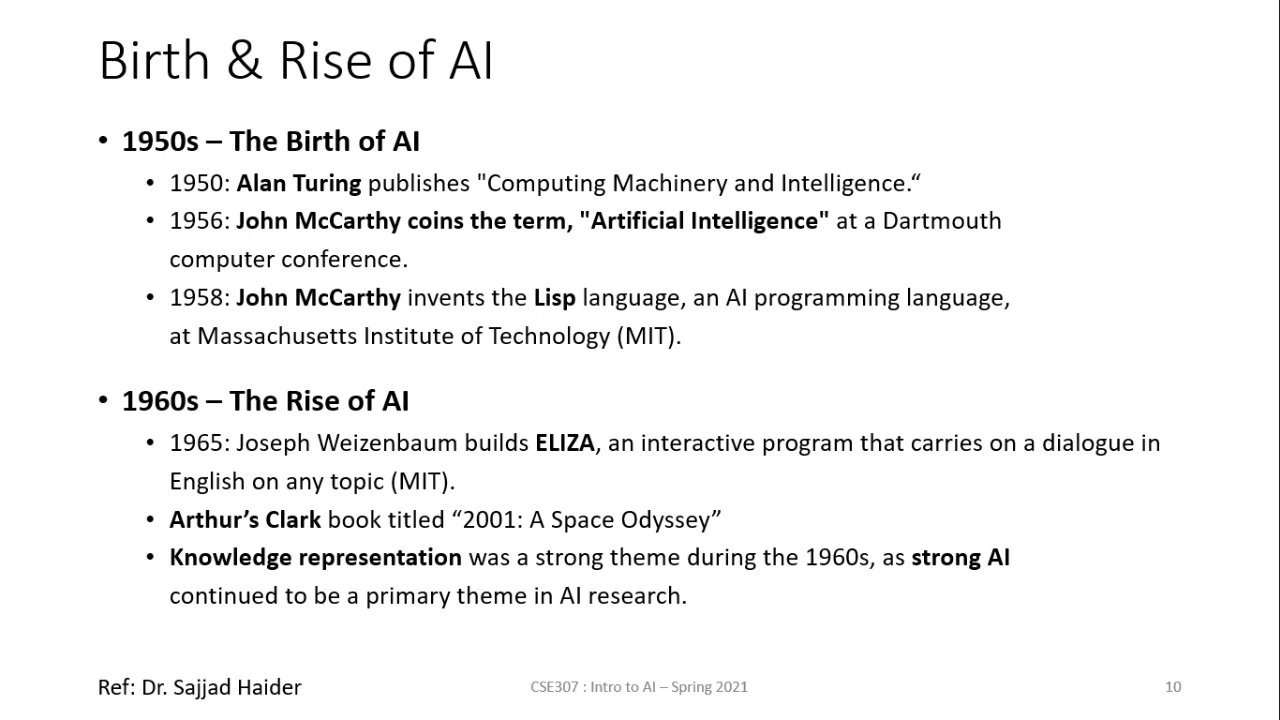 Birth & Rise of AI
• 1950s – The Birth of AI
• 1950: Alan Turing publishes "Computing Machinery and Intelligence.“
• 1956: John McCarthy coins the term, "Artificial Intelligence" at a Dartmouth
computer conference.
• 1958: John McCarthy invents the Lisp language, an AI programming language,
at Massachusetts Institute of Technology (MIT).
• 1960s – The Rise of AI
• 1965: Joseph Weizenbaum builds ELIZA, an interactive program that carries on a dialogue in
English on any topic (MIT).
• Arthur’s Clark book titled “2001: A Space Odyssey”
• Knowledge representation was a strong theme during the 1960s, as strong AI
continued to be a primary theme in AI research.
Ref: Dr. Sajjad Haider
CSE307 : Intro to AI – Spring 2021
10